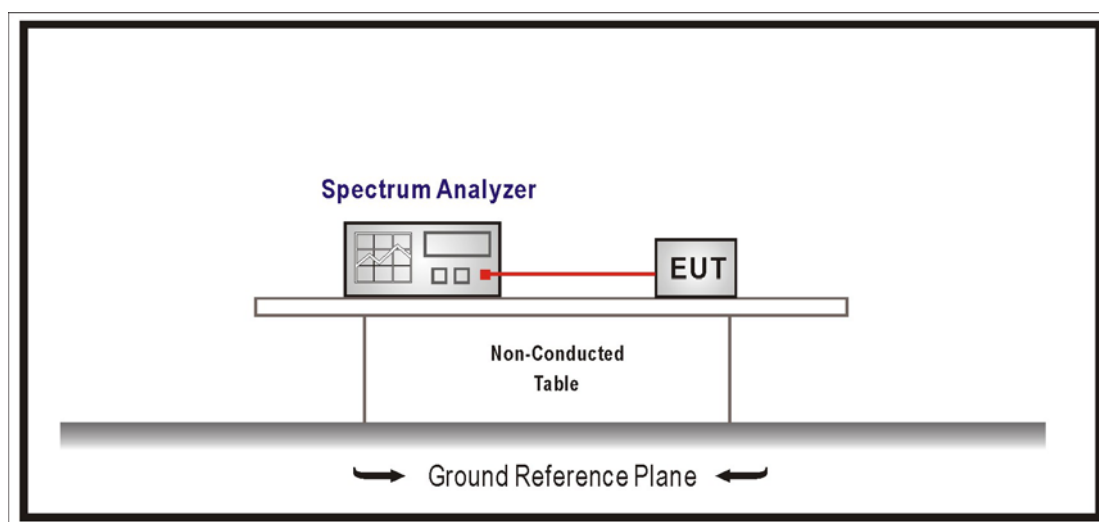 Spectrum Analyzer
EUT
Non-Conducted
Table
Ground Reference Plane